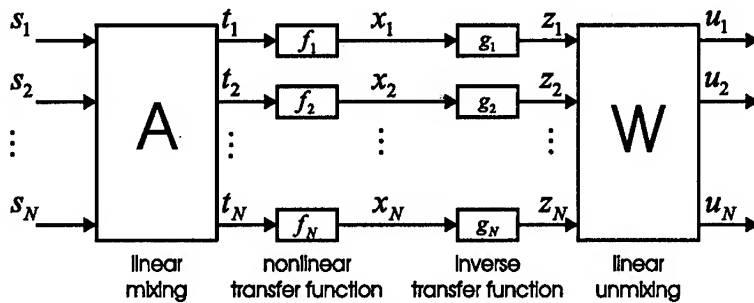 s1 t1 f1 x1 g1 z1 u1
s2 t2 f2 x2 g2 z2 u2
⋮ A ⋮ ⋮ ⋮ W ⋮
sN tN fN xN gN zN uN
linear nonlinear inverse linear
mixing transfer function transfer function unmixing